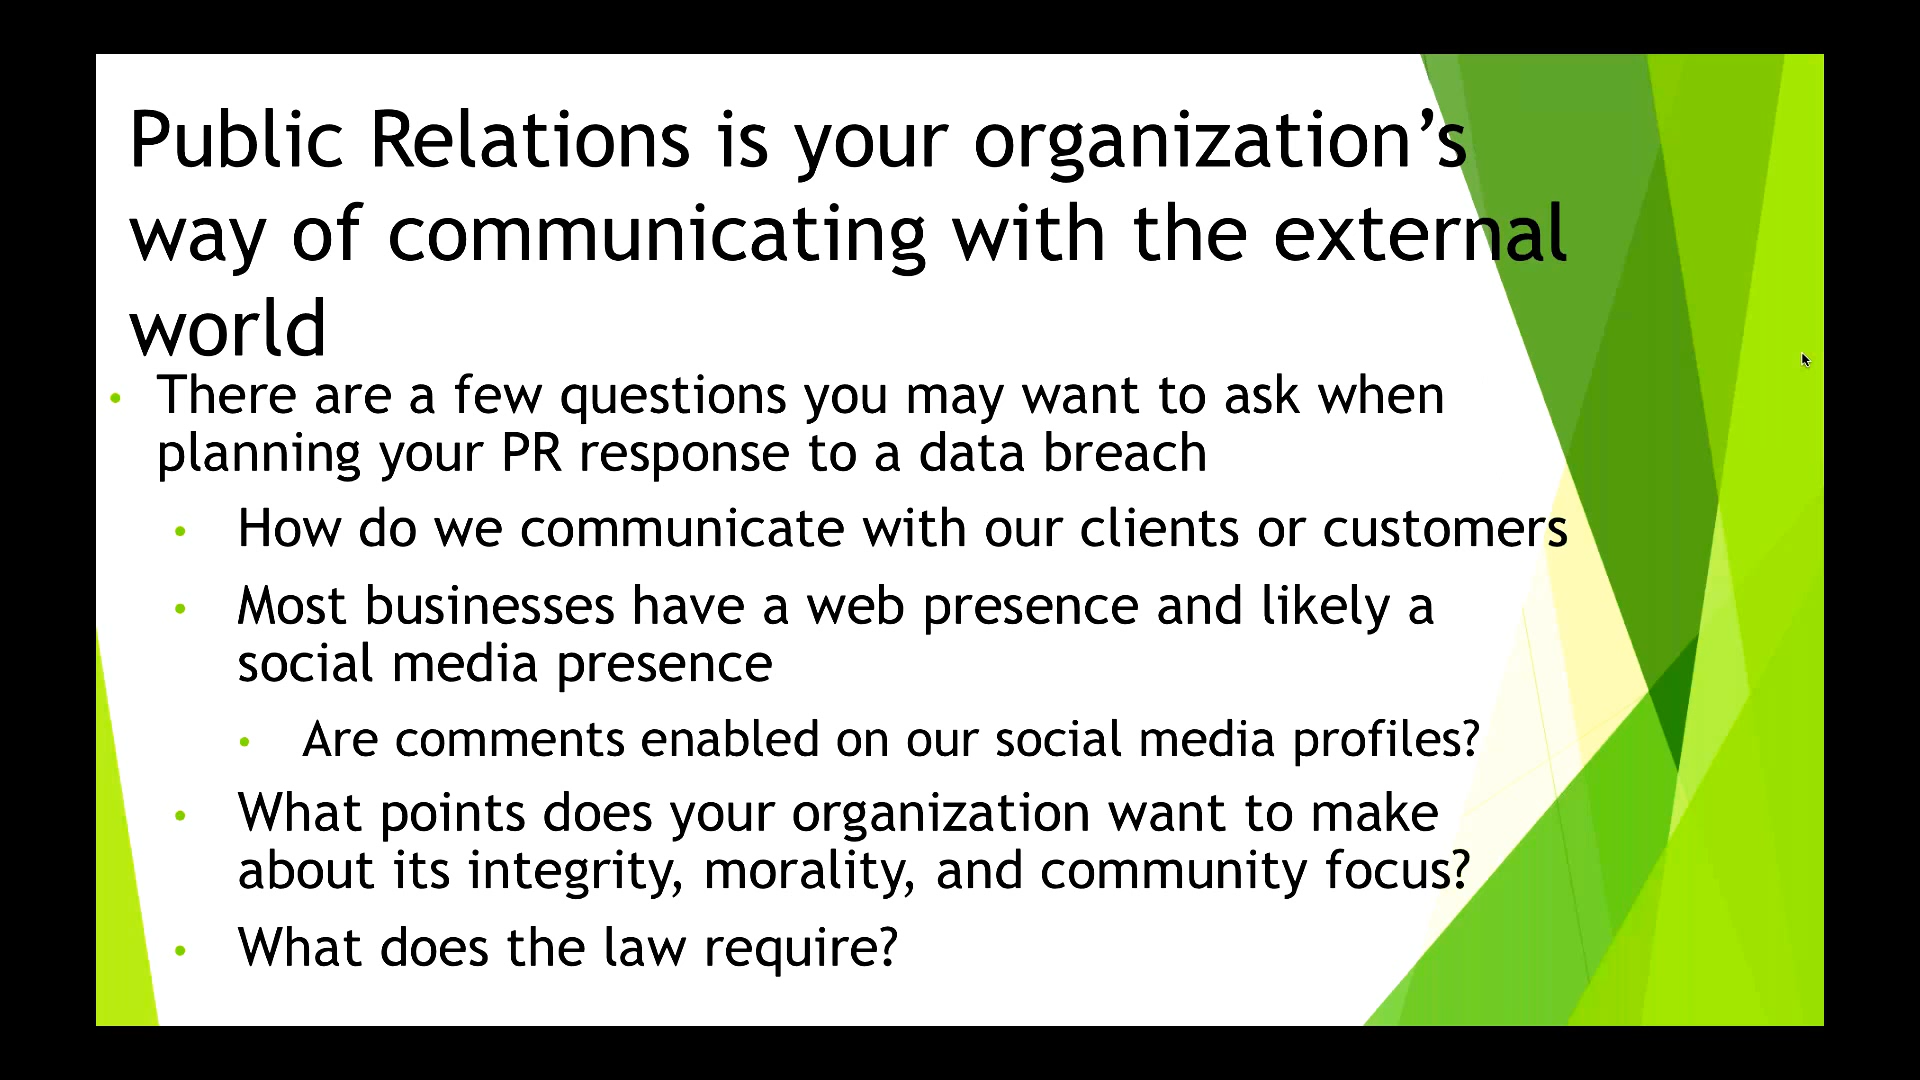 Public Relations is your organization’s
way of communicating with the external
world
• There are a few questions you may want to ask when
planning your PR response to a data breach
• How do we communicate with our clients or customers
• Most businesses have a web presence and likely a
social media presence
• Are comments enabled on our social media profiles?
• What points does your organization want to make
about its integrity, morality, and community focus?
• What does the law require?